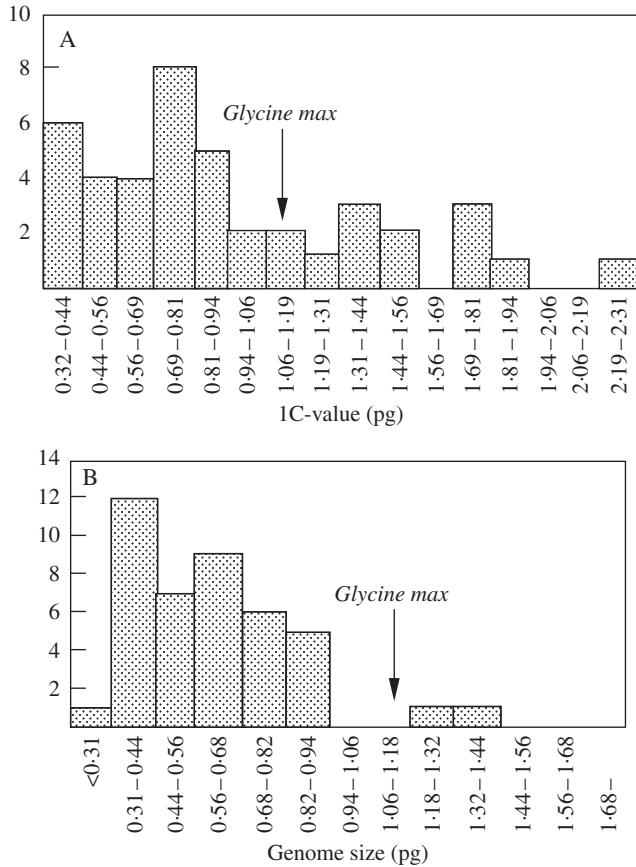 10
A
8
6
4
2
Glycine max
0·32 – 0·44
0·44 – 0·56
0·56 – 0·69
0·69 – 0·81
0·81 – 0·94
0·94 – 1·06
1·06 – 1·19
1·19 – 1·31
1·31 – 1·44
1·44 – 1·56
1·56 – 1·69
1·69 – 1·81
1·81 – 1·94
1·94 – 2·06
2·06 – 2·19
2·19 – 2·31
1C-value (pg)
14
B
12
10
8
6
4
2
Glycine max
<0·31
0·31 – 0·44
0·44 – 0·56
0·56 – 0·68
0·68 – 0·82
0·82 – 0·94
0·94 – 1·06
1·06 – 1·18
1·18 – 1·32
1·32 – 1·44
1·44 – 1·56
1·56 – 1·68
1·68 –
Genome size (pg)